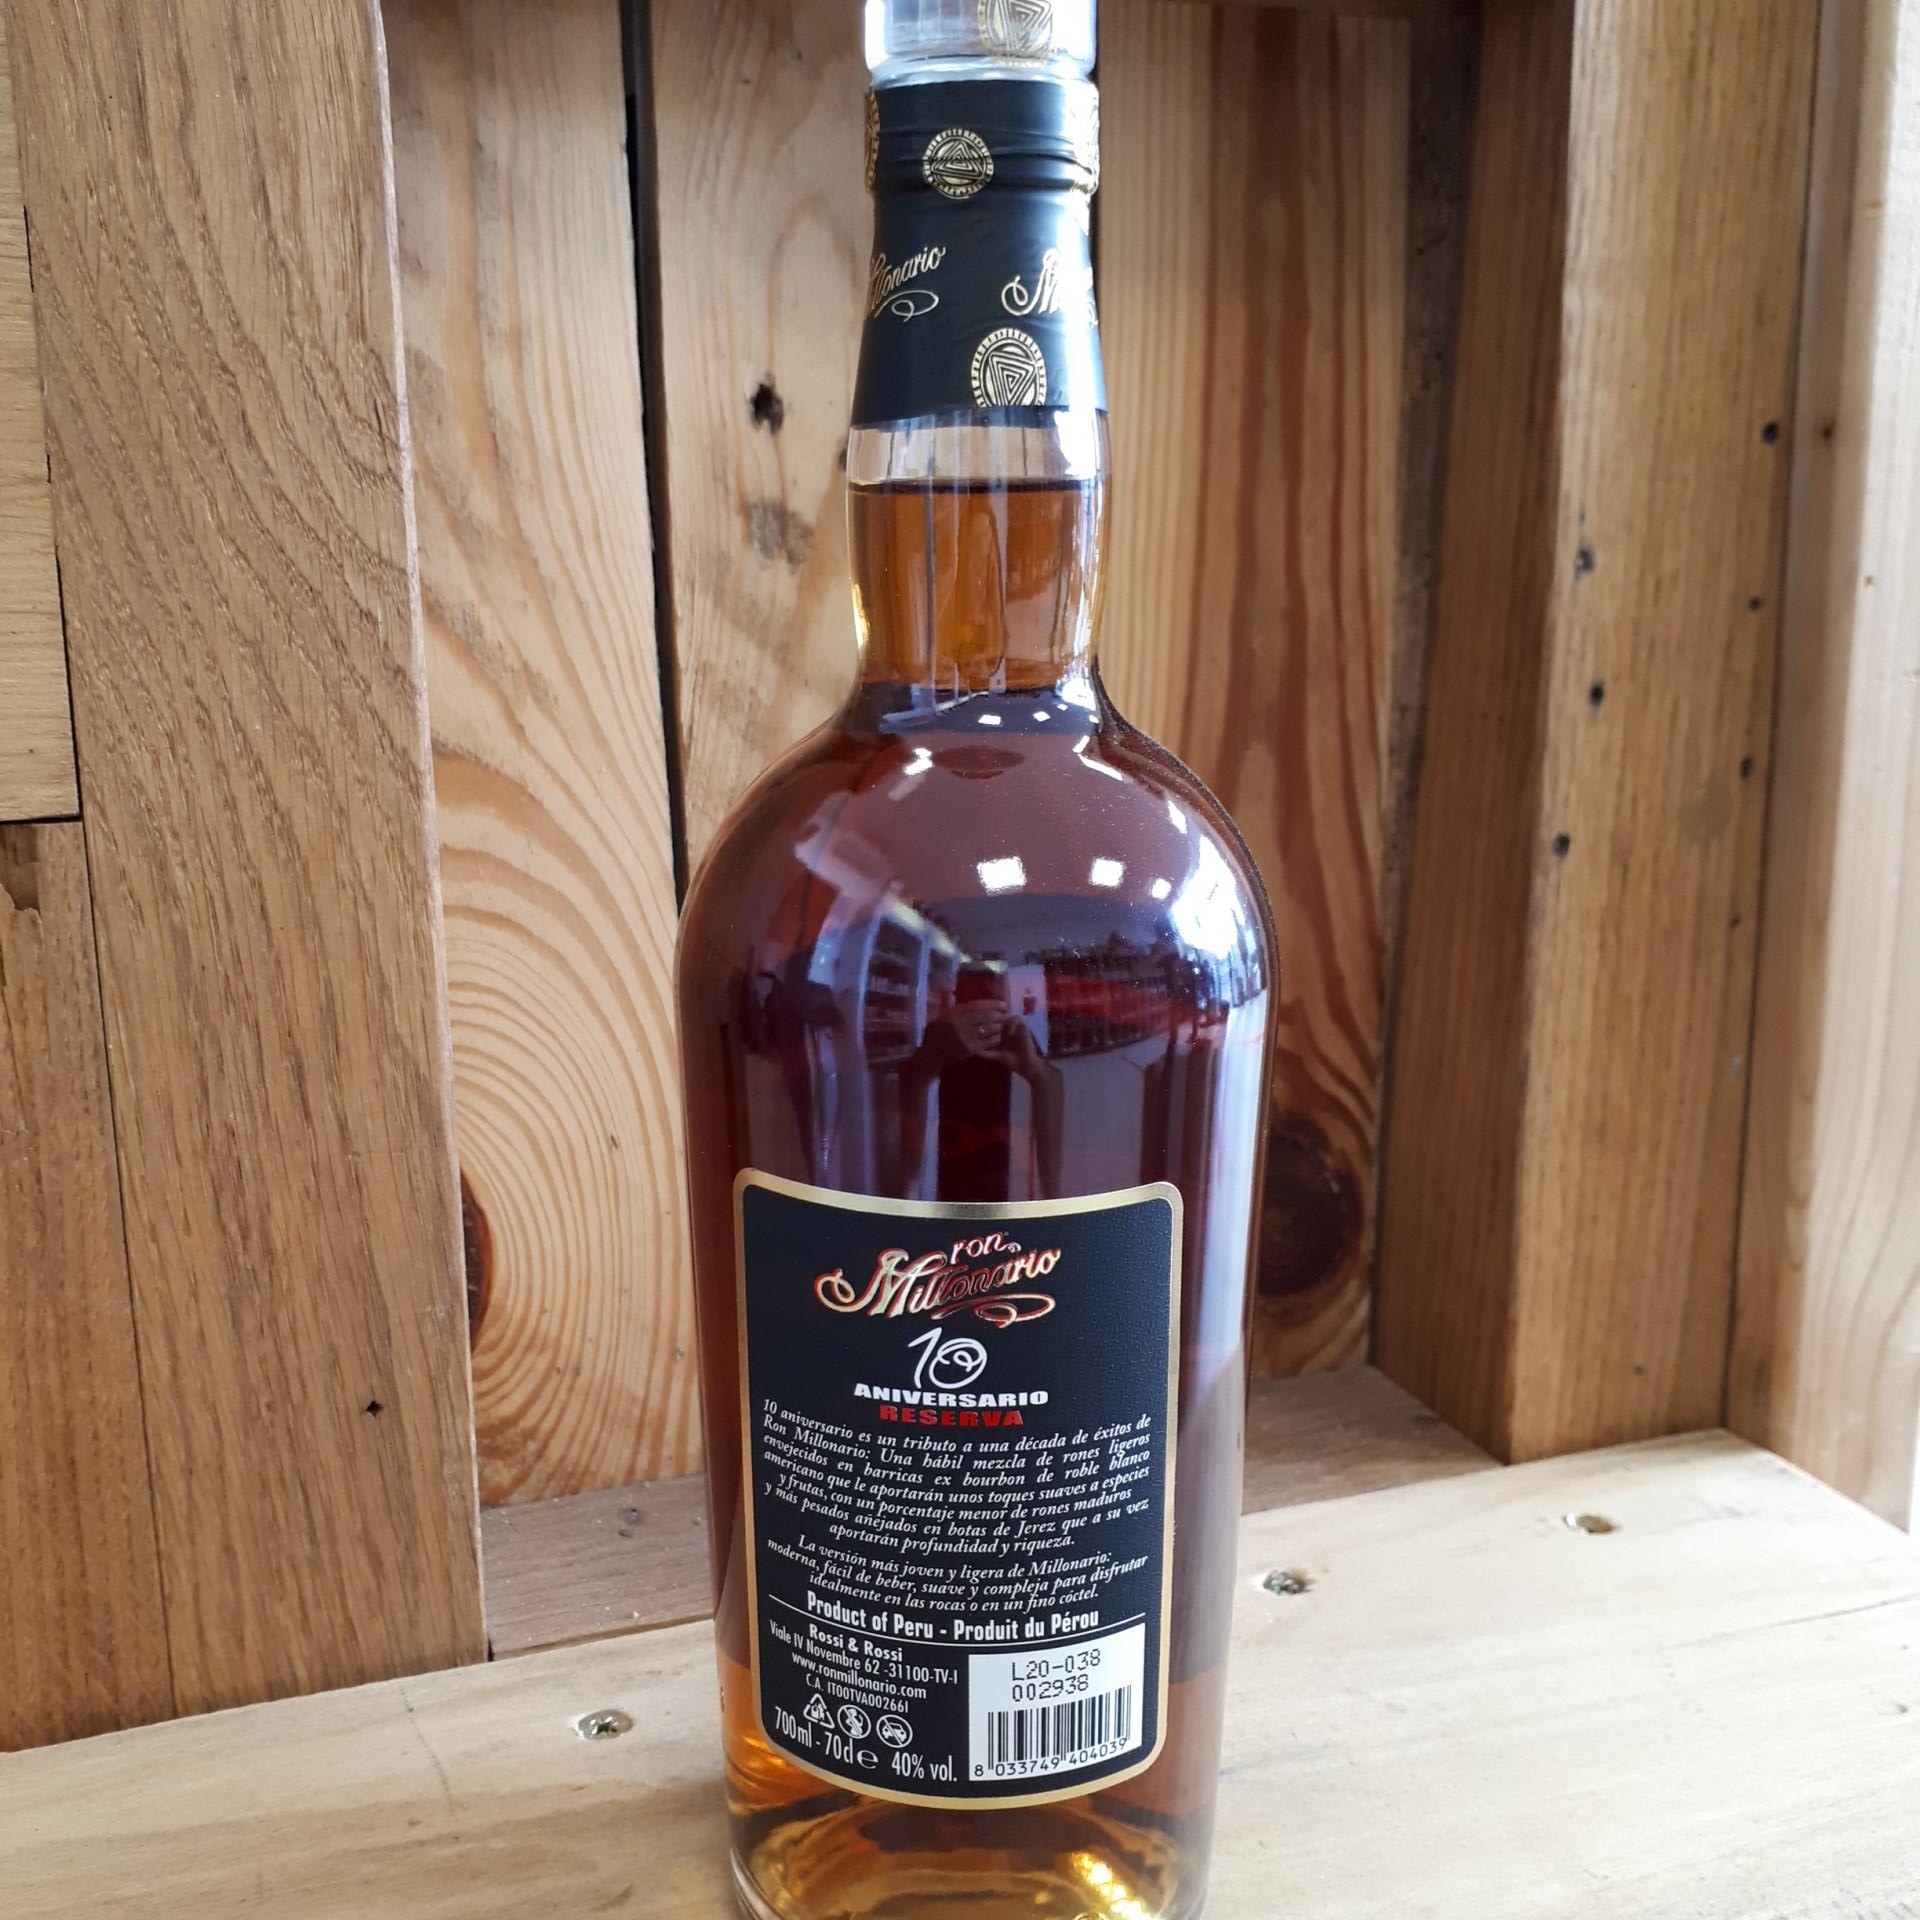 Millonario
ron
Millonario
10
ANIVERSARIO
RESERVA
10 aniversario es un tributo a una década de éxitos de
Ron Millonario: Una hábil mezcla de rones ligeros
envejecidos en barricas ex bourbon de roble blanco
americano que le aportarán unos toques suaves a especies
y frutas, con un porcentaje menor de rones maduros
y más pesados añejados en botas de Jerez que a su vez
aportarán profundidad y riqueza.
La versión más joven y ligera de Millonario:
moderna, fácil de beber, suave y compleja para disfrutar
idealmente en las rocas o en un fino cóctel.
Product of Peru - Produit du Pérou
Rossi & Rossi
Viale IV Novembre 62 -31100-TV-I
www.ronmillonario.com
C.A. IT00TVA00266I
700ml - 70cl e 40% vol.
L20-038
002938
8 033749 404039